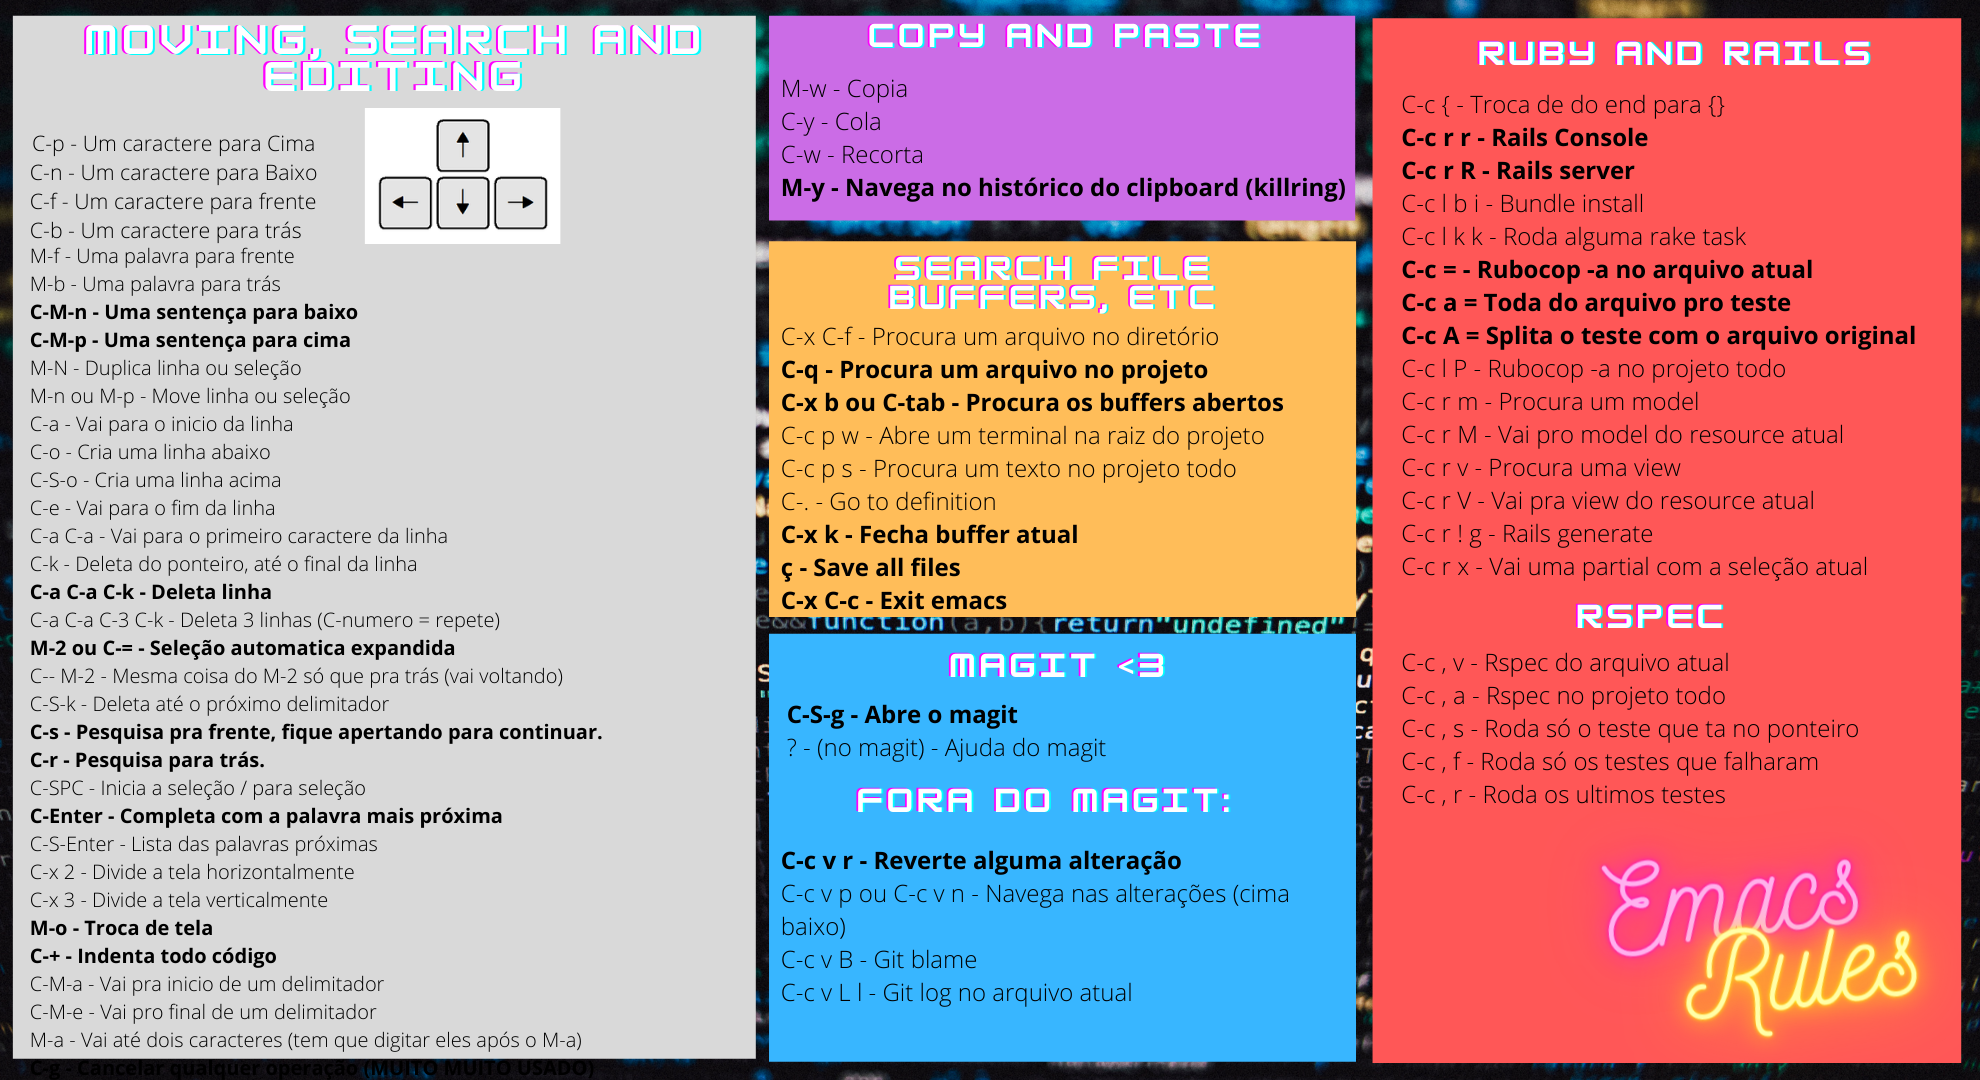 MOVING, SEARCH AND
EDITING
C-p - Um caractere para Cima
C-n - Um caractere para Baixo
C-f - Um caractere para frente
C-b - Um caractere para trás
M-f - Uma palavra para frente
M-b - Uma palavra para trás
C-M-n - Uma sentença para baixo
C-M-p - Uma sentença para cima
M-N - Duplica linha ou seleção
M-n ou M-p - Move linha ou seleção
C-a - Vai para o inicio da linha
C-o - Cria uma linha abaixo
C-S-o - Cria uma linha acima
C-e - Vai para o fim da linha
C-a C-a - Vai para o primeiro caractere da linha
C-k - Deleta do ponteiro, até o final da linha
C-a C-a C-k - Deleta linha
C-a C-a C-3 C-k - Deleta 3 linhas (C-numero = repete)
M-2 ou C-= - Seleção automatica expandida
C-- M-2 - Mesma coisa do M-2 só que pra trás (vai voltando)
C-S-k - Deleta até o próximo delimitador
C-s - Pesquisa pra frente, fique apertando para continuar.
C-r - Pesquisa para trás.
C-SPC - Inicia a seleção / para seleção
C-Enter - Completa com a palavra mais próxima
C-S-Enter - Lista das palavras próximas
C-x 2 - Divide a tela horizontalmente
C-x 3 - Divide a tela verticalmente
M-o - Troca de tela
C-+ - Indenta todo código
C-M-a - Vai pra inicio de um delimitador
C-M-e - Vai pro final de um delimitador
M-a - Vai até dois caracteres (tem que digitar eles após o M-a)
C-g - Cancelar qualquer operação (MUITO MUITO USADO)
COPY AND PASTE
M-w - Copia
C-y - Cola
C-w - Recorta
M-y - Navega no histórico do clipboard (killring)
SEARCH FILE
BUFFERS, ETC
C-x C-f - Procura um arquivo no diretório
C-q - Procura um arquivo no projeto
C-x b ou C-tab - Procura os buffers abertos
C-c p w - Abre um terminal na raiz do projeto
C-c p s - Procura um texto no projeto todo
C-. - Go to definition
C-x k - Fecha buffer atual
ç - Save all files
C-x C-c - Exit emacs
function(a,b){return"undefined"
MAGIT <3
C-S-g - Abre o magit
? - (no magit) - Ajuda do magit
FORA DO MAGIT:
C-c v r - Reverte alguma alteração
C-c v p ou C-c v n - Navega nas alterações (cima
baixo)
C-c v B - Git blame
C-c v L l - Git log no arquivo atual
RUBY AND RAILS
C-c { - Troca de do end para {}
C-c r r - Rails Console
C-c r R - Rails server
C-c l b i - Bundle install
C-c l k k - Roda alguma rake task
C-c = - Rubocop -a no arquivo atual
C-c a = Toda do arquivo pro teste
C-c A = Splita o teste com o arquivo original
C-c l P - Rubocop -a no projeto todo
C-c r m - Procura um model
C-c r M - Vai pro model do resource atual
C-c r v - Procura uma view
C-c r V - Vai pra view do resource atual
C-c r ! g - Rails generate
C-c r x - Vai uma partial com a seleção atual
RSPEC
C-c , v - Rspec do arquivo atual
C-c , a - Rspec no projeto todo
C-c , s - Roda só o teste que ta no ponteiro
C-c , f - Roda só os testes que falharam
C-c , r - Roda os ultimos testes
Emacs
Rules